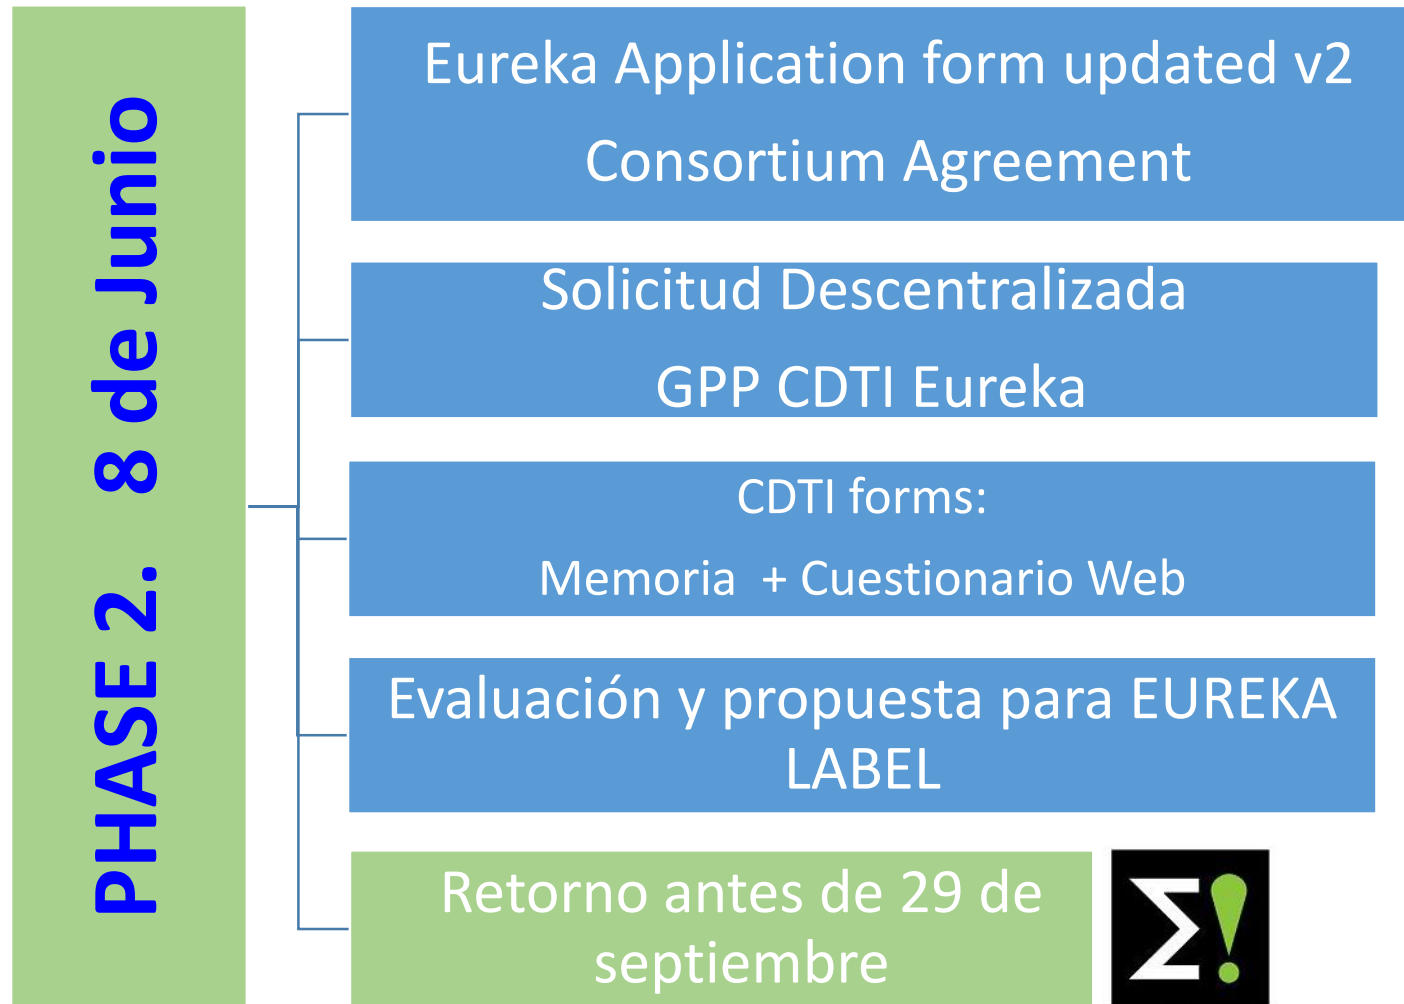 PHASE 2. 8 de Junio
Eureka Application form updated v2
Consortium Agreement
Solicitud Descentralizada
GPP CDTI Eureka
CDTI forms:
Memoria + Cuestionario Web
Evaluación y propuesta para EUREKA
LABEL
Retorno antes de 29 de
septiembre
Σ!